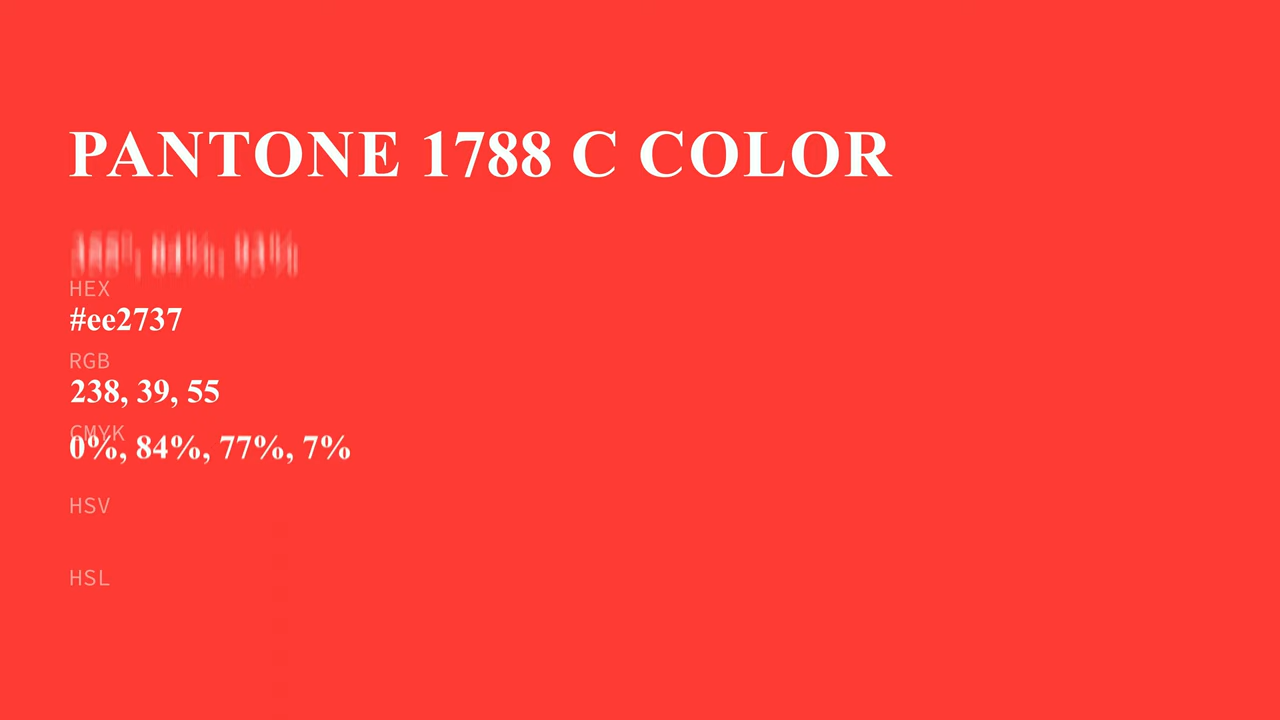 PANTONE 1788 C COLOR
HEX
#ee2737
RGB
238, 39, 55
CMYK
0%, 84%, 77%, 7%
HSV
HSL